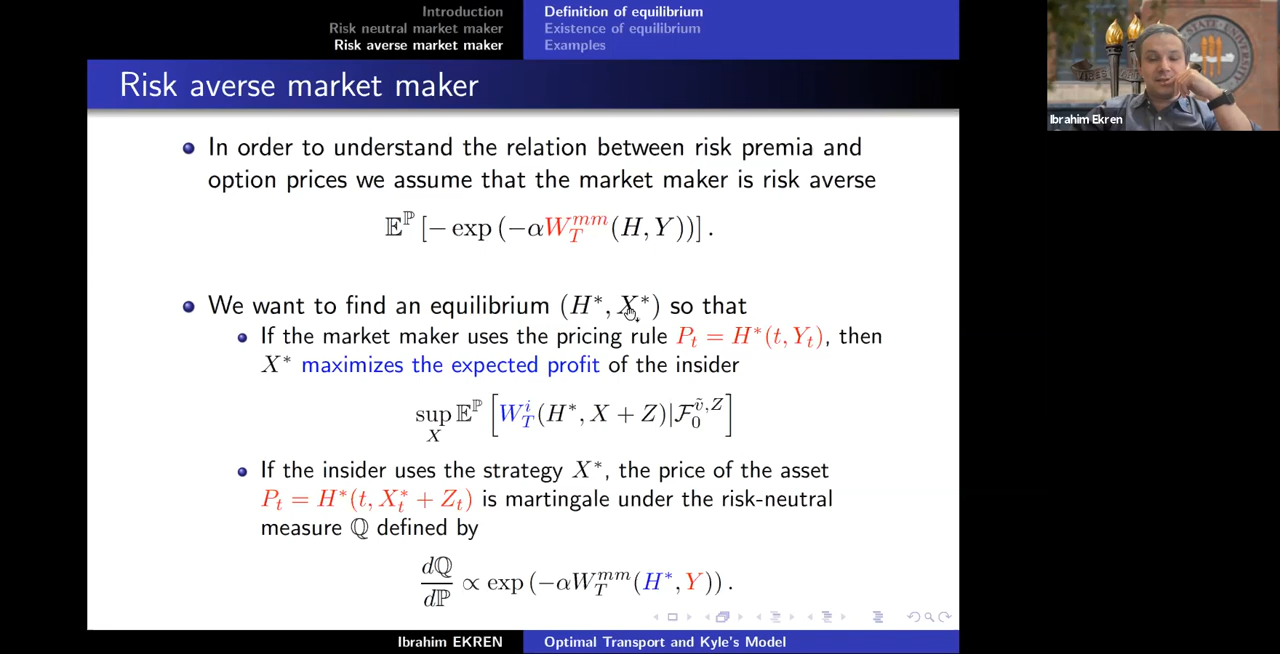 Introduction
Risk neutral market maker
Risk averse market maker
Definition of equilibrium
Existence of equilibrium
Examples
Risk averse market maker
In order to understand the relation between risk premia and
option prices we assume that the market maker is risk averse
𝔼^ℙ [− exp (−αW_T^{mm}(H, Y))] .
We want to find an equilibrium (H*, X*) so that
If the market maker uses the pricing rule P_t = H*(t, Y_t), then
X* maximizes the expected profit of the insider
sup_X 𝔼^ℙ [W_T^i(H*, X + Z)|ℱ_0^{ṽ,Z}]
If the insider uses the strategy X*, the price of the asset
P_t = H*(t, X_t* + Z_t) is martingale under the risk-neutral
measure ℚ defined by
dℚ/dℙ ∝ exp (−αW_T^{mm}(H*, Y)) .
Ibrahim EKREN
Optimal Transport and Kyle's Model
Ibrahim Ekren